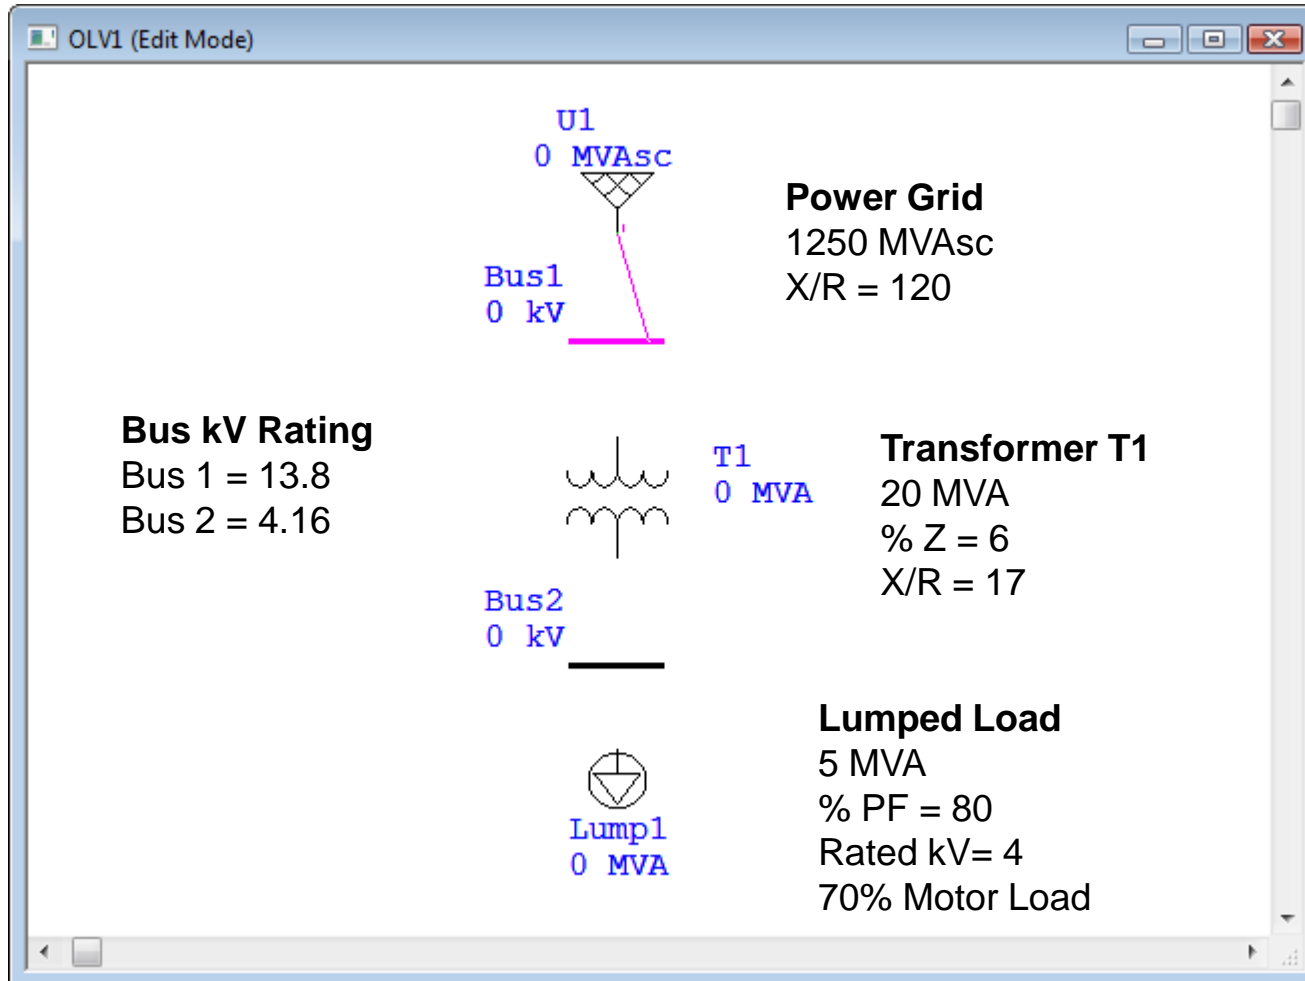 OLV1 (Edit Mode)
U1
0 MVAsc
Power Grid
1250 MVAsc
X/R = 120
Bus1
0 kV
Bus kV Rating
Bus 1 = 13.8
Bus 2 = 4.16
T1
0 MVA
Transformer T1
20 MVA
% Z = 6
X/R = 17
Bus2
0 kV
Lumped Load
5 MVA
% PF = 80
Rated kV= 4
70% Motor Load
Lump1
0 MVA